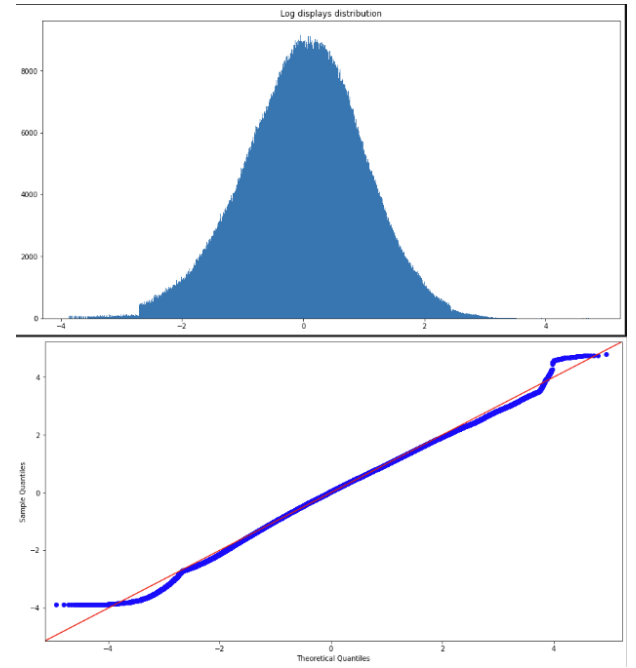 Log displays distribution
8000
6000
4000
2000
0
−4 −2 0 2 4
4
2
0
−2
−4
Sample Quantiles
−4 −2 0 2 4
Theoretical Quantiles